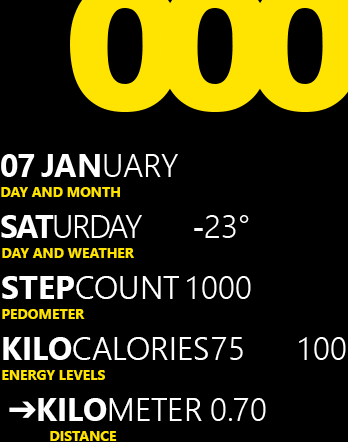 000
07 JANUARY
DAY AND MONTH
SATURDAY -23°
DAY AND WEATHER
STEPCOUNT 1000
PEDOMETER
KILOCALORIES75 100
ENERGY LEVELS
➔KILOMETER 0.70
DISTANCE